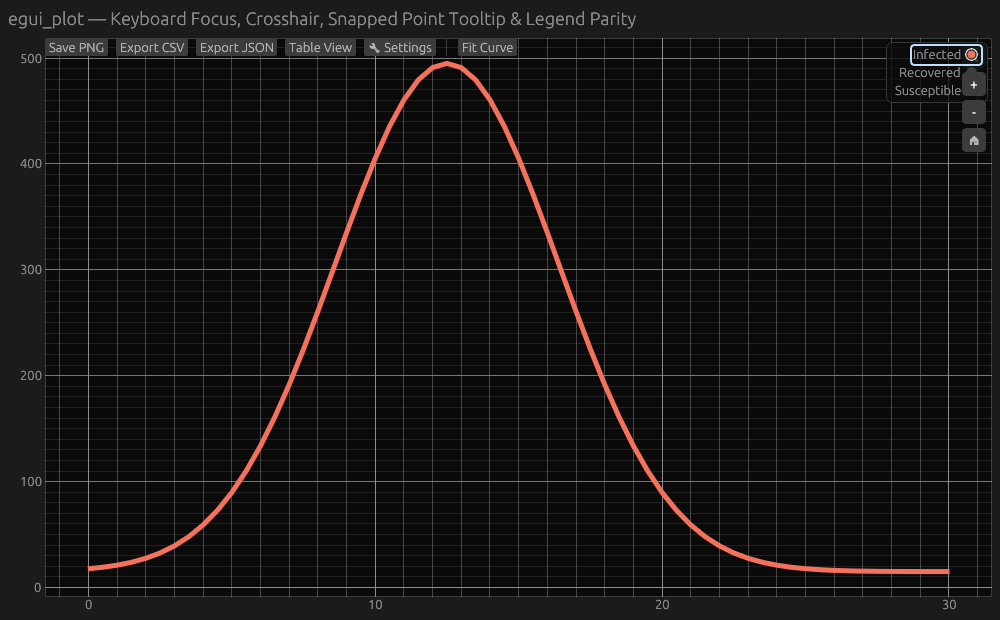 egui_plot — Keyboard Focus, Crosshair, Snapped Point Tooltip & Legend Parity
Save PNG Export CSV Export JSON Table View Settings Fit Curve
Infected
Recovered
Susceptible
+
-
500
400
300
200
100
0
0 10 20 30